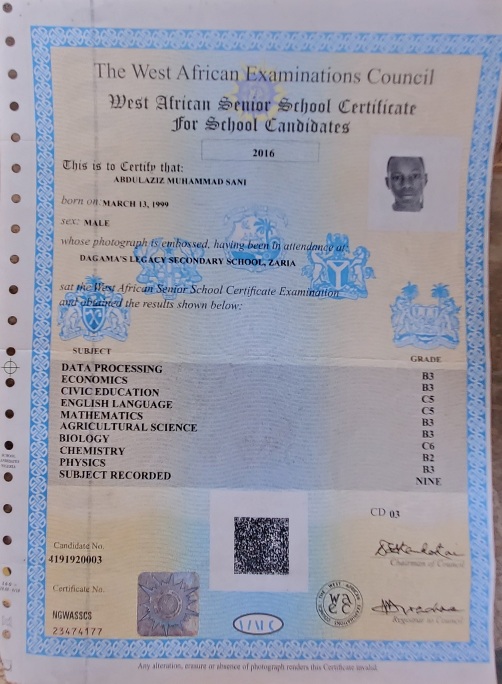 The West African Examinations Council
West African Senior School Certificate
For School Candidates
2016
This is to Certify that:
ABDULAZIZ MUHAMMAD SANI
born on MARCH 13, 1999
sex: MALE
whose photograph is embossed, having been in attendance at
DAGAMA'S LEGACY SECONDARY SCHOOL, ZARIA
sat the West African Senior School Certificate Examination
and obtained the results shown below:
SUBJECT GRADE
DATA PROCESSING B3
ECONOMICS B3
CIVIC EDUCATION C5
ENGLISH LANGUAGE C5
MATHEMATICS B3
AGRICULTURAL SCIENCE B3
BIOLOGY C6
CHEMISTRY B2
PHYSICS B3
SUBJECT RECORDED NINE
CD 03
Candidate No.
4191920003
Chairman of Council
Certificate No.
NGWASSCS
23474177
WAEC
Registrar to Council
Any alteration, erasure or absence of photograph renders this Certificate invalid.